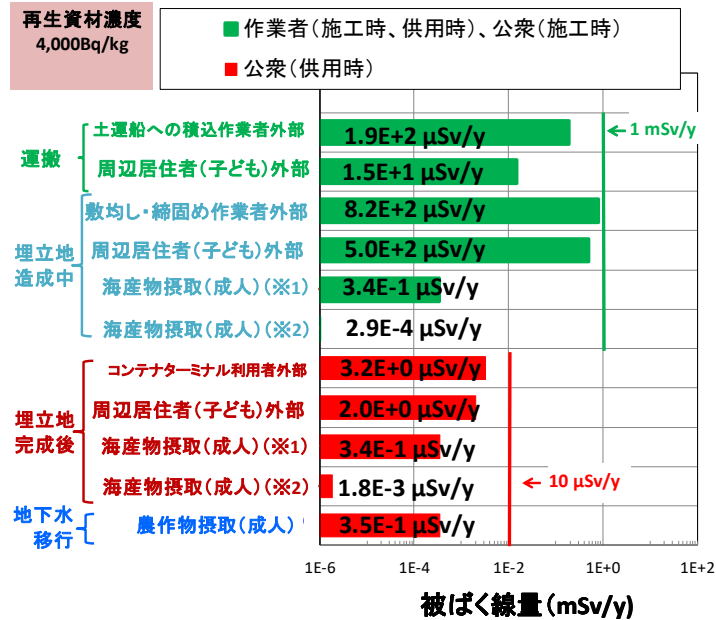 再生資材濃度
4,000Bq/kg
作業者(施工時、供用時)、公衆(施工時)
公衆(供用時)
運搬
土運船への積込作業者外部
1.9E+2 μSv/y
← 1 mSv/y
周辺居住者(子ども)外部
1.5E+1 μSv/y
埋立地
造成中
敷均し・締固め作業者外部
8.2E+2 μSv/y
周辺居住者(子ども)外部
5.0E+2 μSv/y
海産物摂取(成人)(※1)
3.4E-1 μSv/y
海産物摂取(成人)(※2)
2.9E-4 μSv/y
埋立地
完成後
コンテナターミナル利用者外部
3.2E+0 μSv/y
周辺居住者(子ども)外部
2.0E+0 μSv/y
海産物摂取(成人)(※1)
3.4E-1 μSv/y
海産物摂取(成人)(※2)
1.8E-3 μSv/y
← 10 μSv/y
地下水
移行
農作物摂取(成人)
3.5E-1 μSv/y
1E-6 1E-4 1E-2 1E+0 1E+2
被ばく線量(mSv/y)